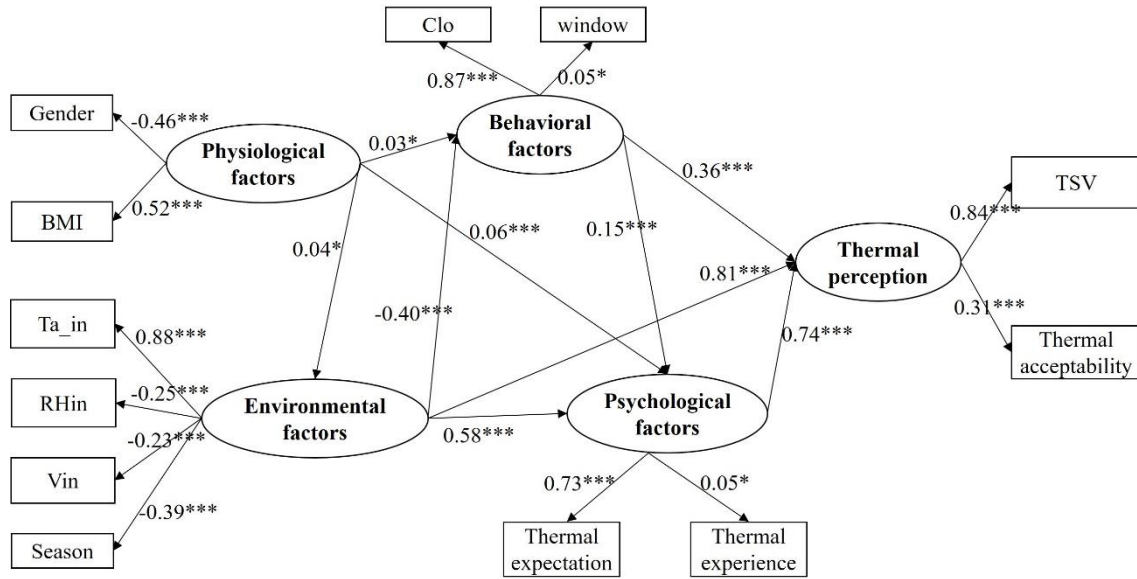 Clo
window
0.87***
0.05*
Gender
-0.46***
Physiological
factors
0.03*
Behavioral
factors
BMI
0.52***
0.36***
TSV
0.84***
0.04*
0.06***
0.15***
Thermal
perception
0.81***
-0.40***
0.74***
0.31***
Thermal
acceptability
Ta_in
0.88***
RHin
-0.25***
Environmental
factors
0.58***
Psychological
factors
Vin
-0.23***
Season
-0.39***
0.73***
0.05*
Thermal
expectation
Thermal
experience